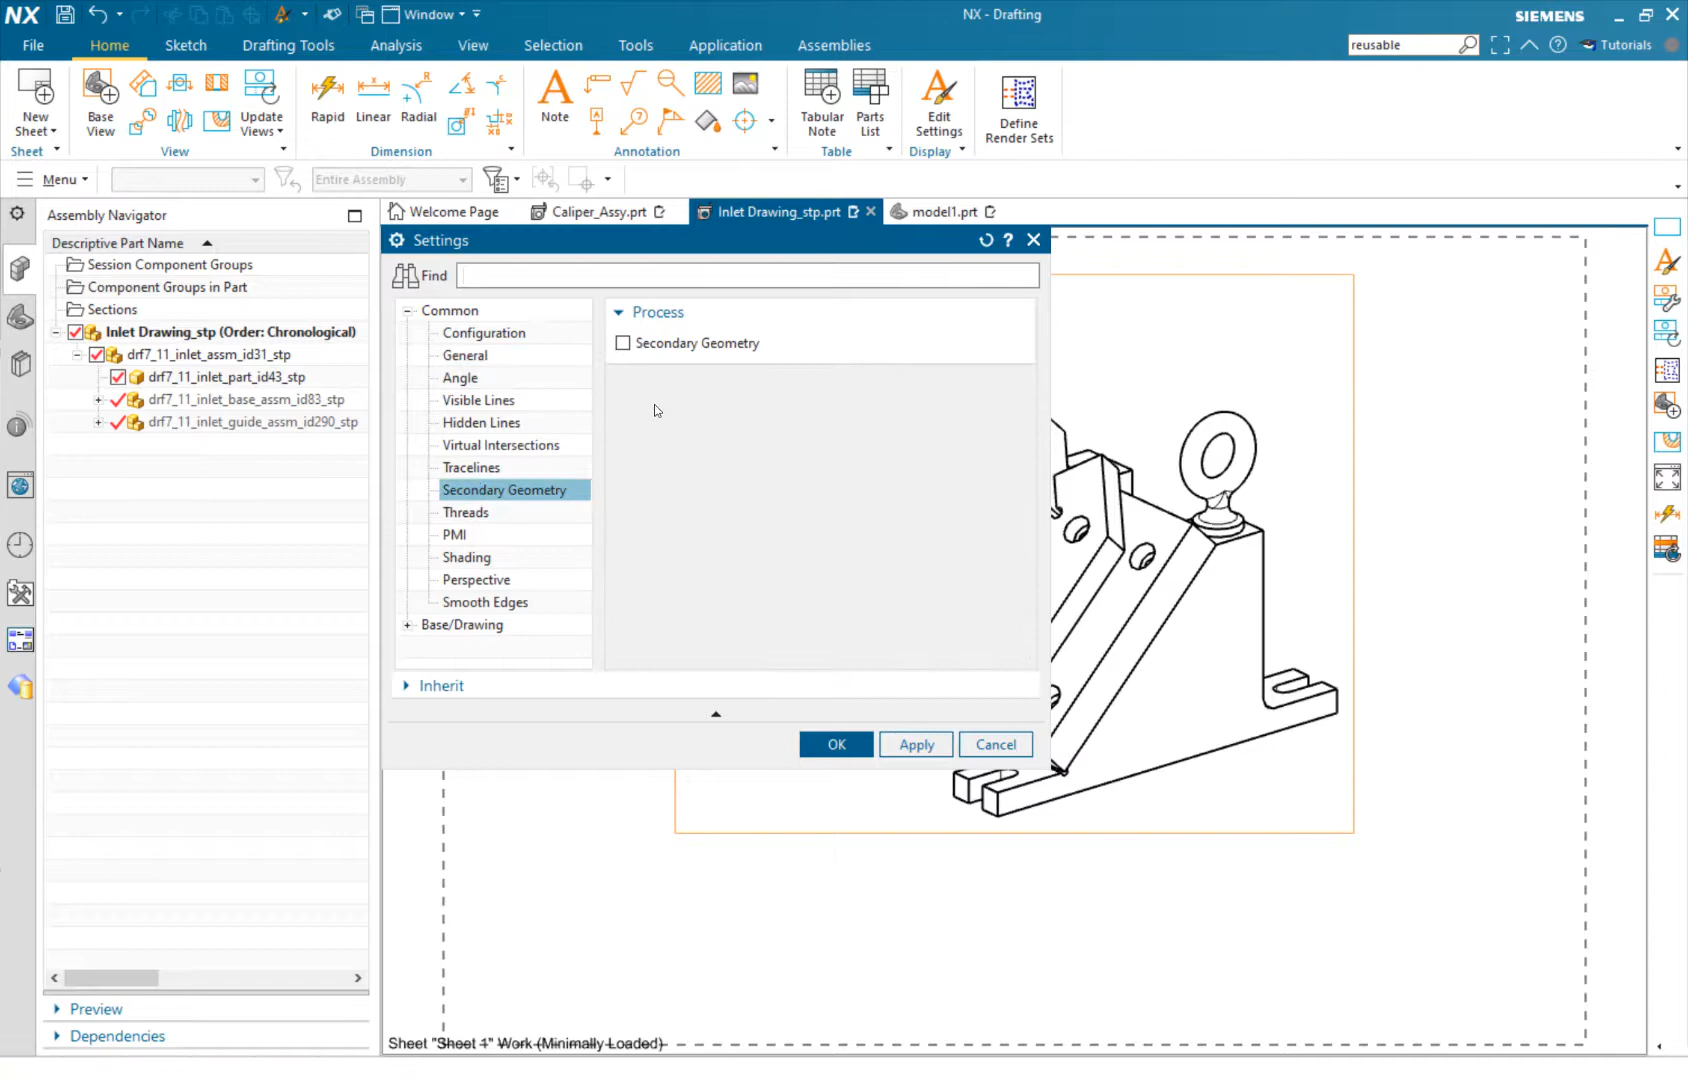 NX
Window
NX - Drafting
SIEMENS
File
Home
Sketch
Drafting Tools
Analysis
View
Selection
Tools
Application
Assemblies
reusable
Tutorials
New
Sheet
Base
View
Update
Views
Rapid
Linear
Radial
Note
Tabular
Note
Parts
List
Edit
Settings
Define
Render Sets
Sheet
View
Dimension
Annotation
Table
Display
Menu
Entire Assembly
Assembly Navigator
Welcome Page
Caliper_Assy.prt
Inlet Drawing_stp.prt
model1.prt
Descriptive Part Name
Session Component Groups
Component Groups in Part
Sections
Inlet Drawing_stp (Order: Chronological)
drf7_11_inlet_assm_id31_stp
drf7_11_inlet_part_id43_stp
drf7_11_inlet_base_assm_id83_stp
drf7_11_inlet_guide_assm_id290_stp
Preview
Dependencies
Settings
Find
Common
Configuration
General
Angle
Visible Lines
Hidden Lines
Virtual Intersections
Tracelines
Secondary Geometry
Threads
PMI
Shading
Perspective
Smooth Edges
Base/Drawing
Process
Secondary Geometry
Inherit
OK
Apply
Cancel
Sheet "Sheet 1" Work (Minimally Loaded)